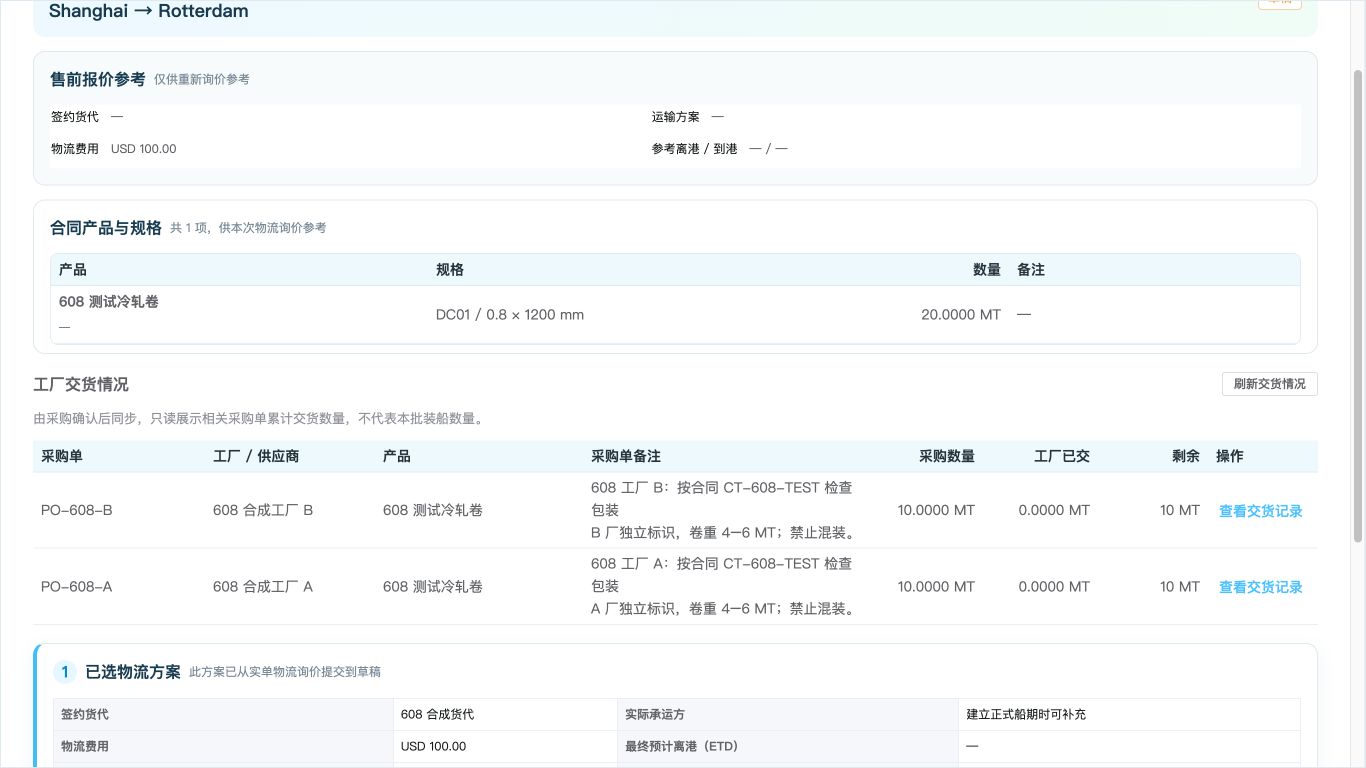 Shanghai → Rotterdam
售前报价参考 仅供重新询价参考
签约货代 — 运输方案 —
物流费用 USD 100.00 参考离港 / 到港 — / —
合同产品与规格 共 1 项，供本次物流询价参考
产品 规格 数量 备注
608 测试冷轧卷
—
DC01 / 0.8 × 1200 mm 20.0000 MT —
工厂交货情况 刷新交货情况
由采购确认后同步，只读展示相关采购单累计交货数量，不代表本批装船数量。
采购单 工厂 / 供应商 产品 采购单备注 采购数量 工厂已交 剩余 操作
608 工厂 B：按合同 CT-608-TEST 检查
PO-608-B 608 合成工厂 B 608 测试冷轧卷 包装 10.0000 MT 0.0000 MT 10 MT 查看交货记录
B 厂独立标识，卷重 4–6 MT；禁止混装。
608 工厂 A：按合同 CT-608-TEST 检查
PO-608-A 608 合成工厂 A 608 测试冷轧卷 包装 10.0000 MT 0.0000 MT 10 MT 查看交货记录
A 厂独立标识，卷重 4–6 MT；禁止混装。
1 已选物流方案 此方案已从实单物流询价提交到草稿
签约货代 608 合成货代 实际承运方 建立正式船期时可补充
物流费用 USD 100.00 最终预计离港（ETD） —